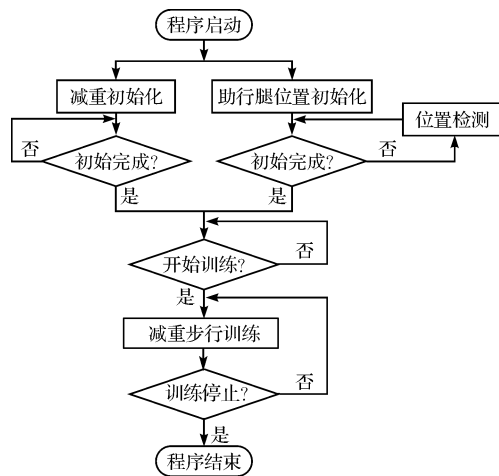 程序启动
减重初始化
助行腿位置初始化
位置检测
否
初始完成?
初始完成?
否
是
是
开始训练?
否
是
减重步行训练
训练停止?
否
是
程序结束